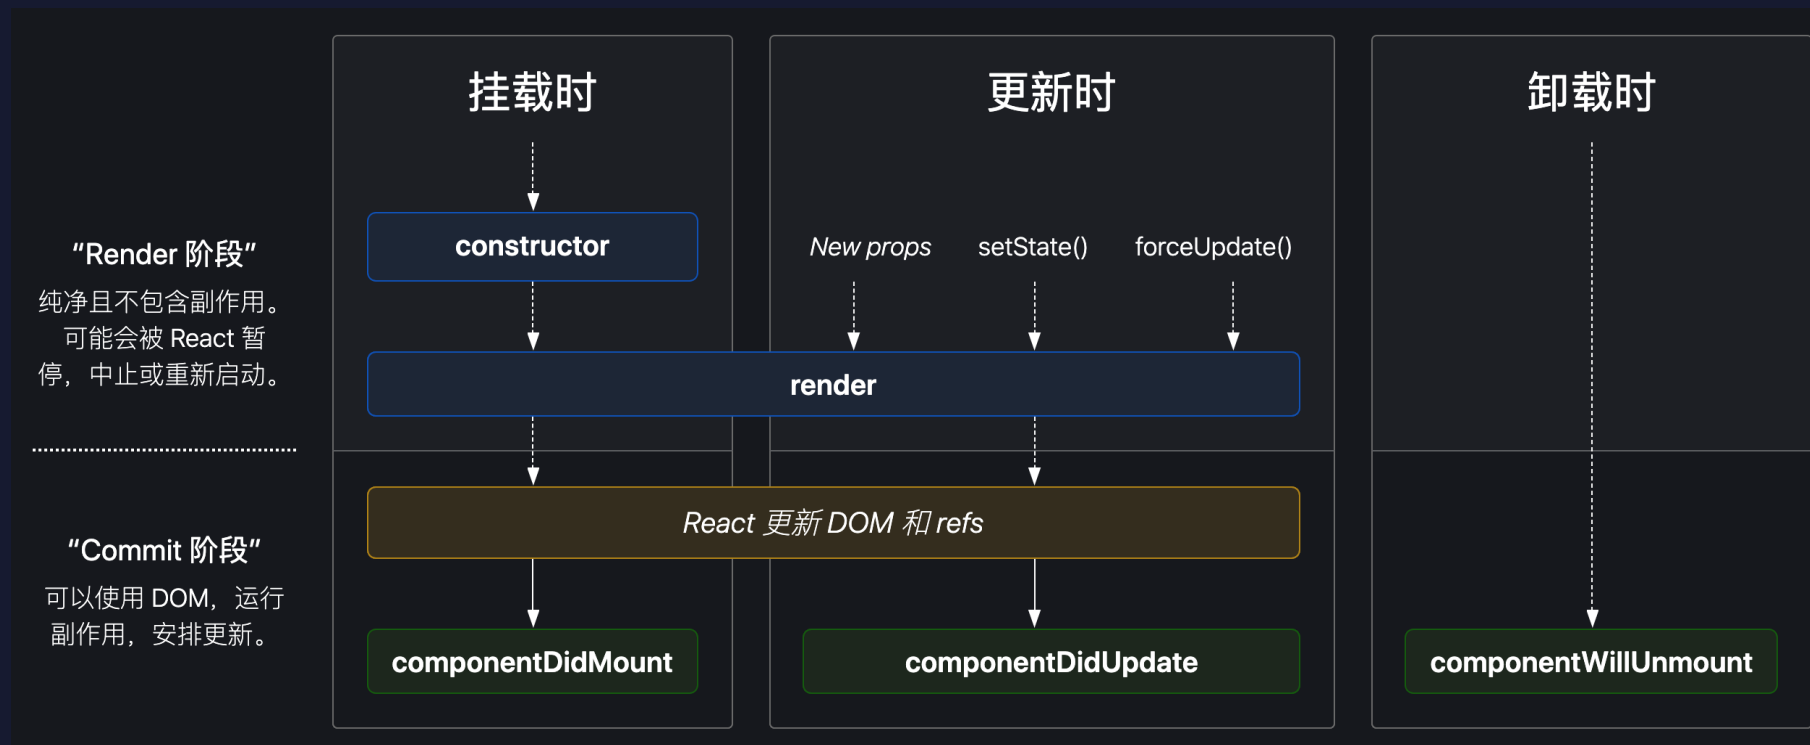 挂载时
更新时
卸载时
“Render 阶段”
纯净且不包含副作用。
可能会被 React 暂
停，中止或重新启动。
constructor
New props
setState()
forceUpdate()
render
“Commit 阶段”
可以使用 DOM，运行
副作用，安排更新。
React 更新 DOM 和 refs
componentDidMount
componentDidUpdate
componentWillUnmount